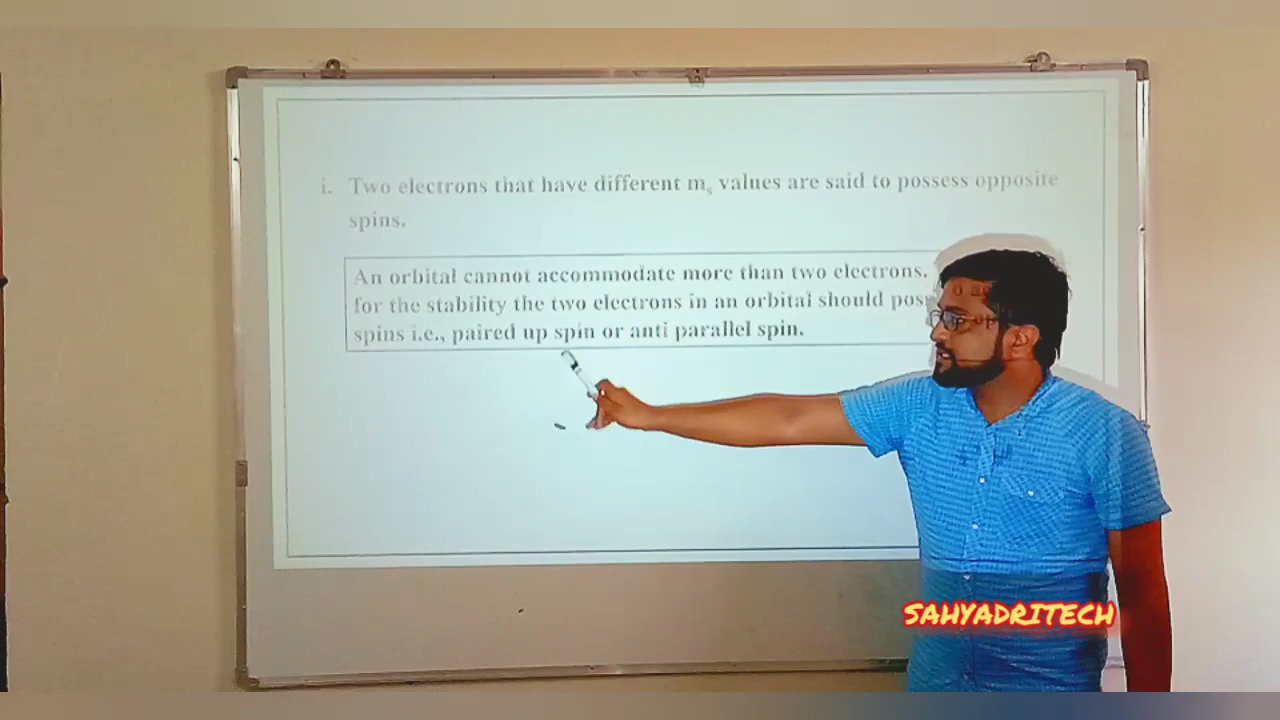 i. Two electrons that have different mₛ values are said to possess opposite
spins.
An orbital cannot accommodate more than two electrons.
for the stability the two electrons in an orbital should
spins i.e., paired up spin or anti parallel spin.
SAHYADRITECH